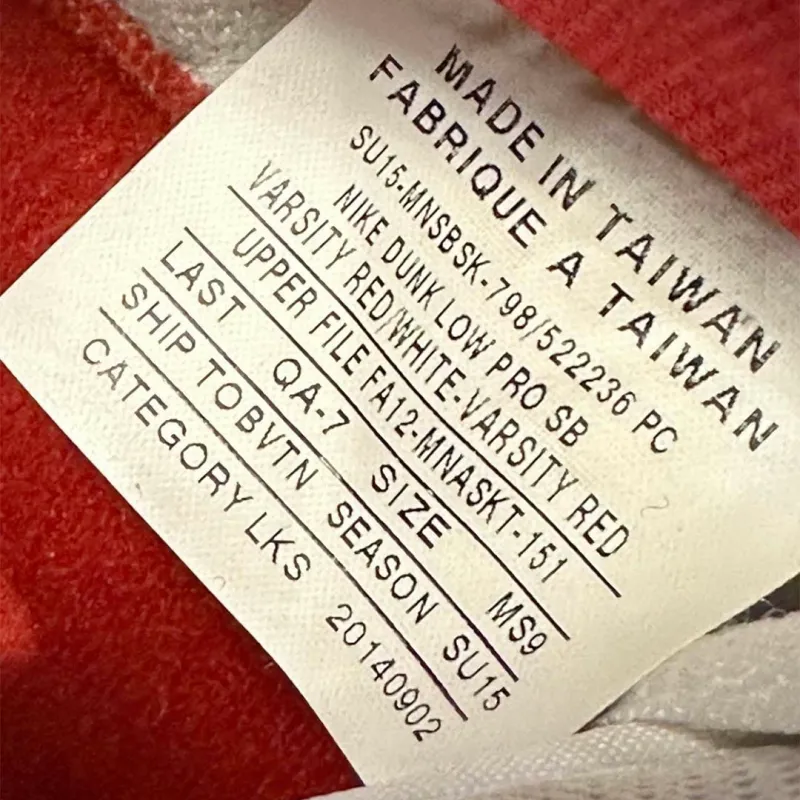 MADE IN TAIWAN
FABRIQUE A TAIWAN
SU15-MNSBSK-798/522236 PC
NIKE DUNK LOW PRO SB
VARSITY RED/WHITE-VARSITY RED
UPPER FILE FA12-MNASKT-151
LAST QA-7 SIZE MS9
SHIP TOBVTN SEASON SU15
CATEGORY LKS 20140902